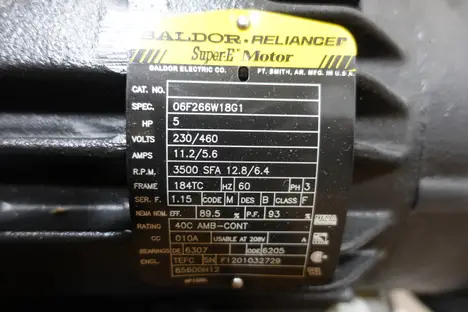 BALDOR · RELIANCER
Super-E Motor
BALDOR ELECTRIC CO. FT. SMITH, AR. MFG. IN U.S.A.
CAT. NO.
SPEC. 06F266W18G1
HP 5
VOLTS 230/460
AMPS 11.2/5.6
R.P.M. 3500 SFA 12.8/6.4
FRAME 184TC HZ 60 PH 3
SER. F. 1.15 CODE M DES B CLASS F
NEMA NOM. EFF. 89.5 % P.F. 93 %
RATING 40C AMB-CONT
CC 010A USABLE AT 208V A
BEARINGS DE 6307 ODE 6205
ENCL. TEFC SN F1201032729